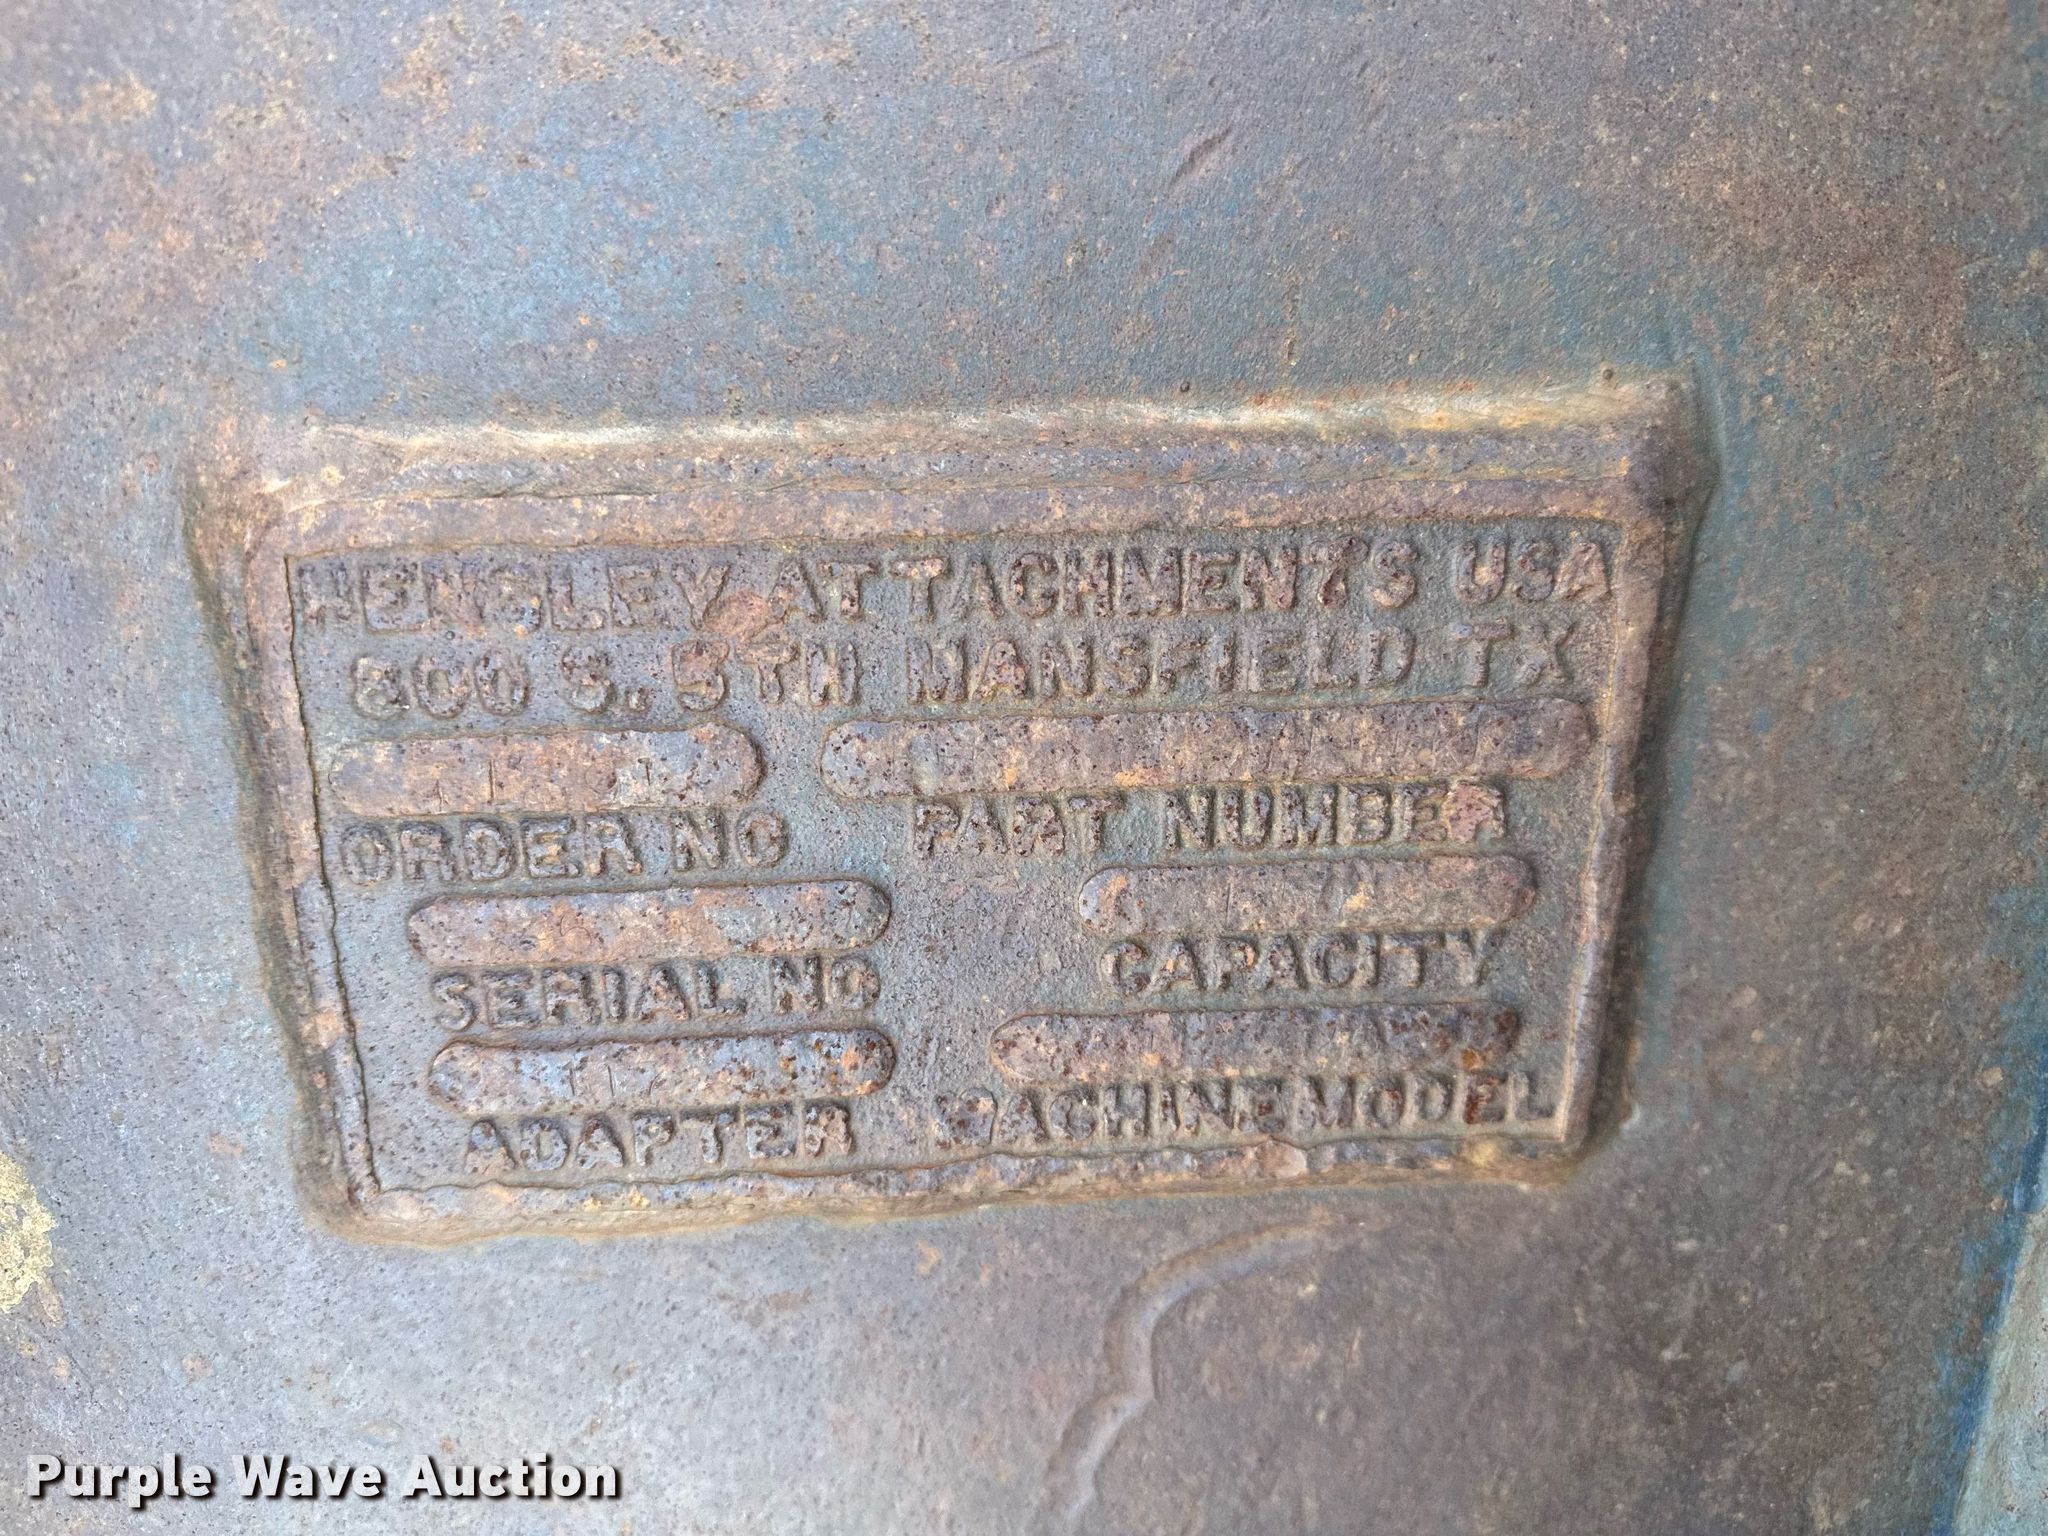 HENSLEY ATTACHMENTS USA
800 S. 5TH MANSFIELD TX
ORDER NO PART NUMBER
SERIAL NO CAPACITY
ADAPTER MACHINE MODEL
Purple Wave Auction